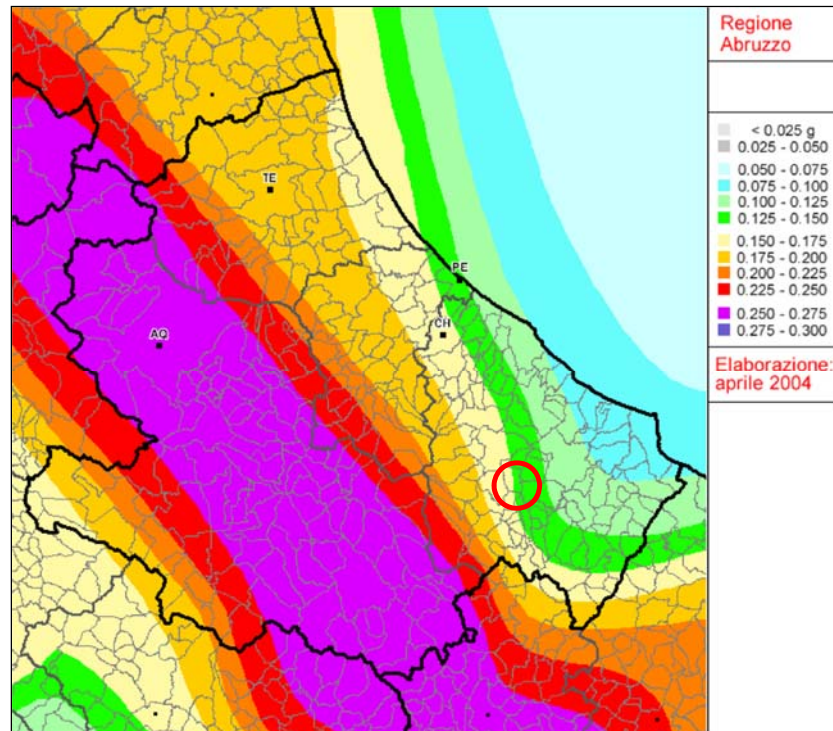 Regione
Abruzzo
< 0.025 g
0.025 - 0.050
0.050 - 0.075
0.075 - 0.100
0.100 - 0.125
0.125 - 0.150
0.150 - 0.175
0.175 - 0.200
0.200 - 0.225
0.225 - 0.250
0.250 - 0.275
0.275 - 0.300
Elaborazione:
aprile 2004
TE
PE
CH
AQ